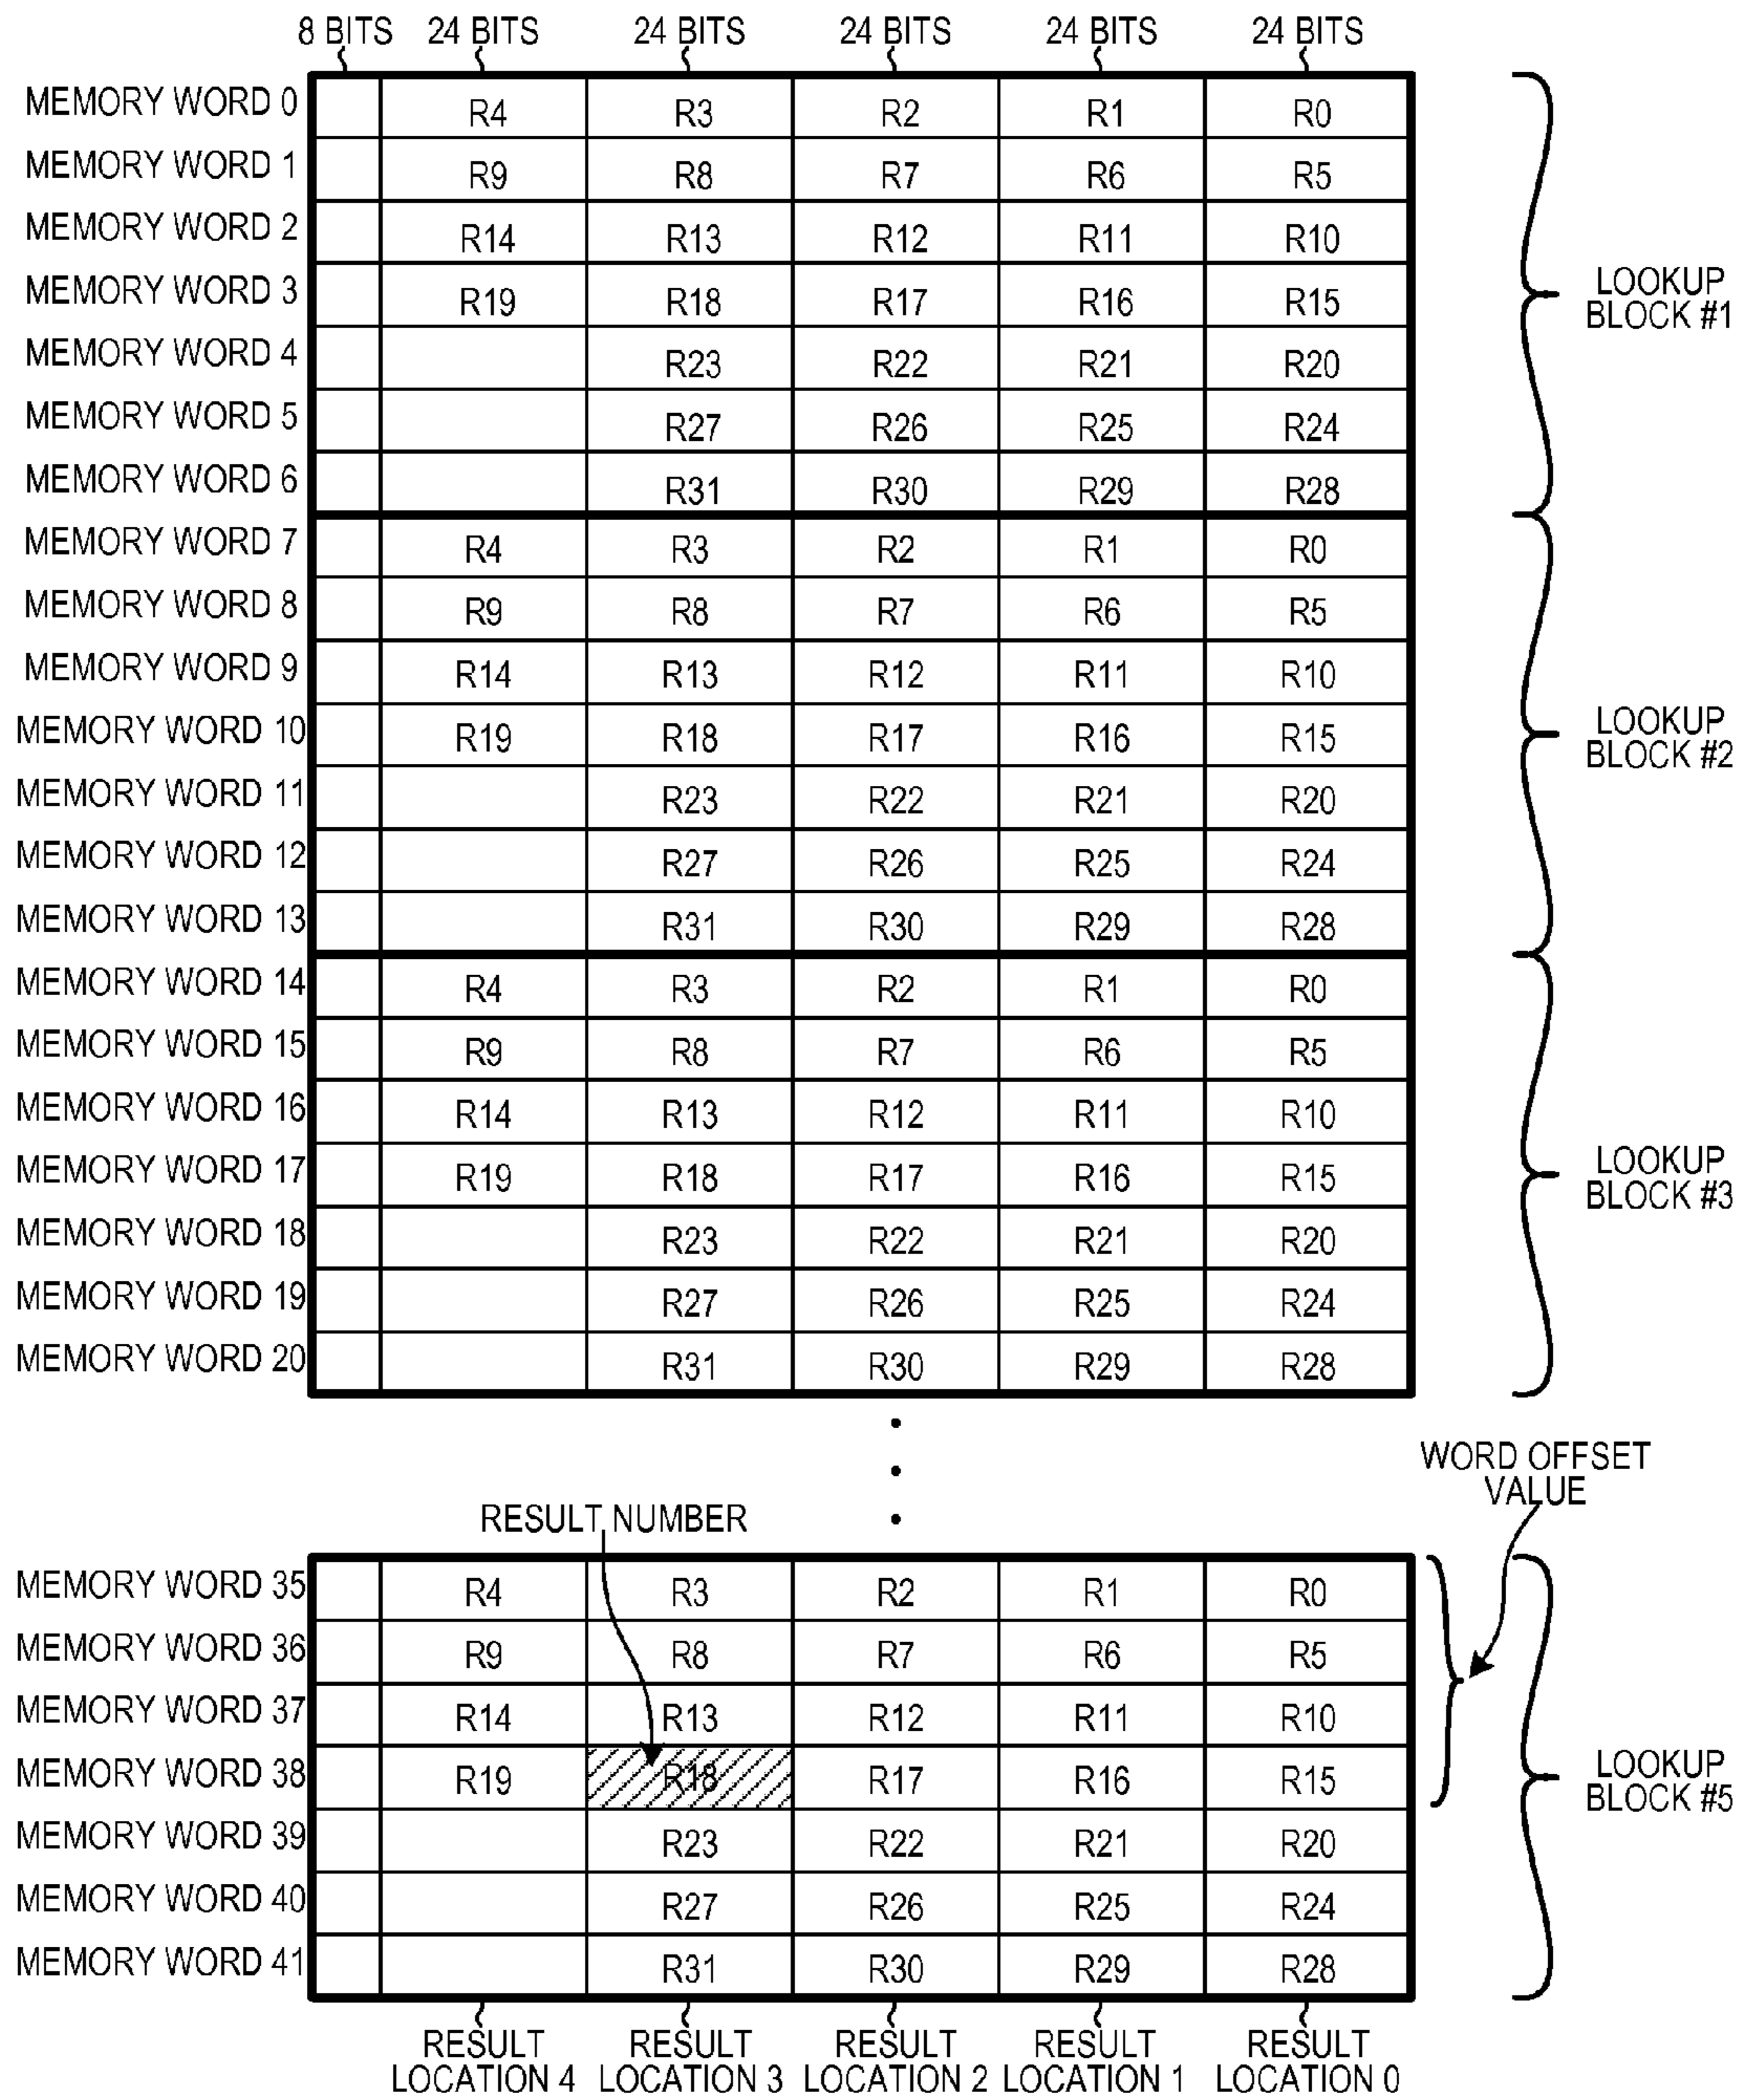 8 BITS 24 BITS 24 BITS 24 BITS 24 BITS 24 BITS
MEMORY WORD 0 R4 R3 R2 R1 R0
MEMORY WORD 1 R9 R8 R7 R6 R5
MEMORY WORD 2 R14 R13 R12 R11 R10
MEMORY WORD 3 R19 R18 R17 R16 R15
LOOKUP
BLOCK #1
MEMORY WORD 4 R23 R22 R21 R20
MEMORY WORD 5 R27 R26 R25 R24
MEMORY WORD 6 R31 R30 R29 R28
MEMORY WORD 7 R4 R3 R2 R1 R0
MEMORY WORD 8 R9 R8 R7 R6 R5
MEMORY WORD 9 R14 R13 R12 R11 R10
MEMORY WORD 10 R19 R18 R17 R16 R15
LOOKUP
BLOCK #2
MEMORY WORD 11 R23 R22 R21 R20
MEMORY WORD 12 R27 R26 R25 R24
MEMORY WORD 13 R31 R30 R29 R28
MEMORY WORD 14 R4 R3 R2 R1 R0
MEMORY WORD 15 R9 R8 R7 R6 R5
MEMORY WORD 16 R14 R13 R12 R11 R10
MEMORY WORD 17 R19 R18 R17 R16 R15
LOOKUP
BLOCK #3
MEMORY WORD 18 R23 R22 R21 R20
MEMORY WORD 19 R27 R26 R25 R24
MEMORY WORD 20 R31 R30 R29 R28
WORD OFFSET
VALUE
RESULT NUMBER
MEMORY WORD 35 R4 R3 R2 R1 R0
MEMORY WORD 36 R9 R8 R7 R6 R5
MEMORY WORD 37 R14 R13 R12 R11 R10
MEMORY WORD 38 R19 R18 R17 R16 R15
LOOKUP
BLOCK #5
MEMORY WORD 39 R23 R22 R21 R20
MEMORY WORD 40 R27 R26 R25 R24
MEMORY WORD 41 R31 R30 R29 R28
RESULT RESULT RESULT RESULT RESULT
LOCATION 4 LOCATION 3 LOCATION 2 LOCATION 1 LOCATION 0